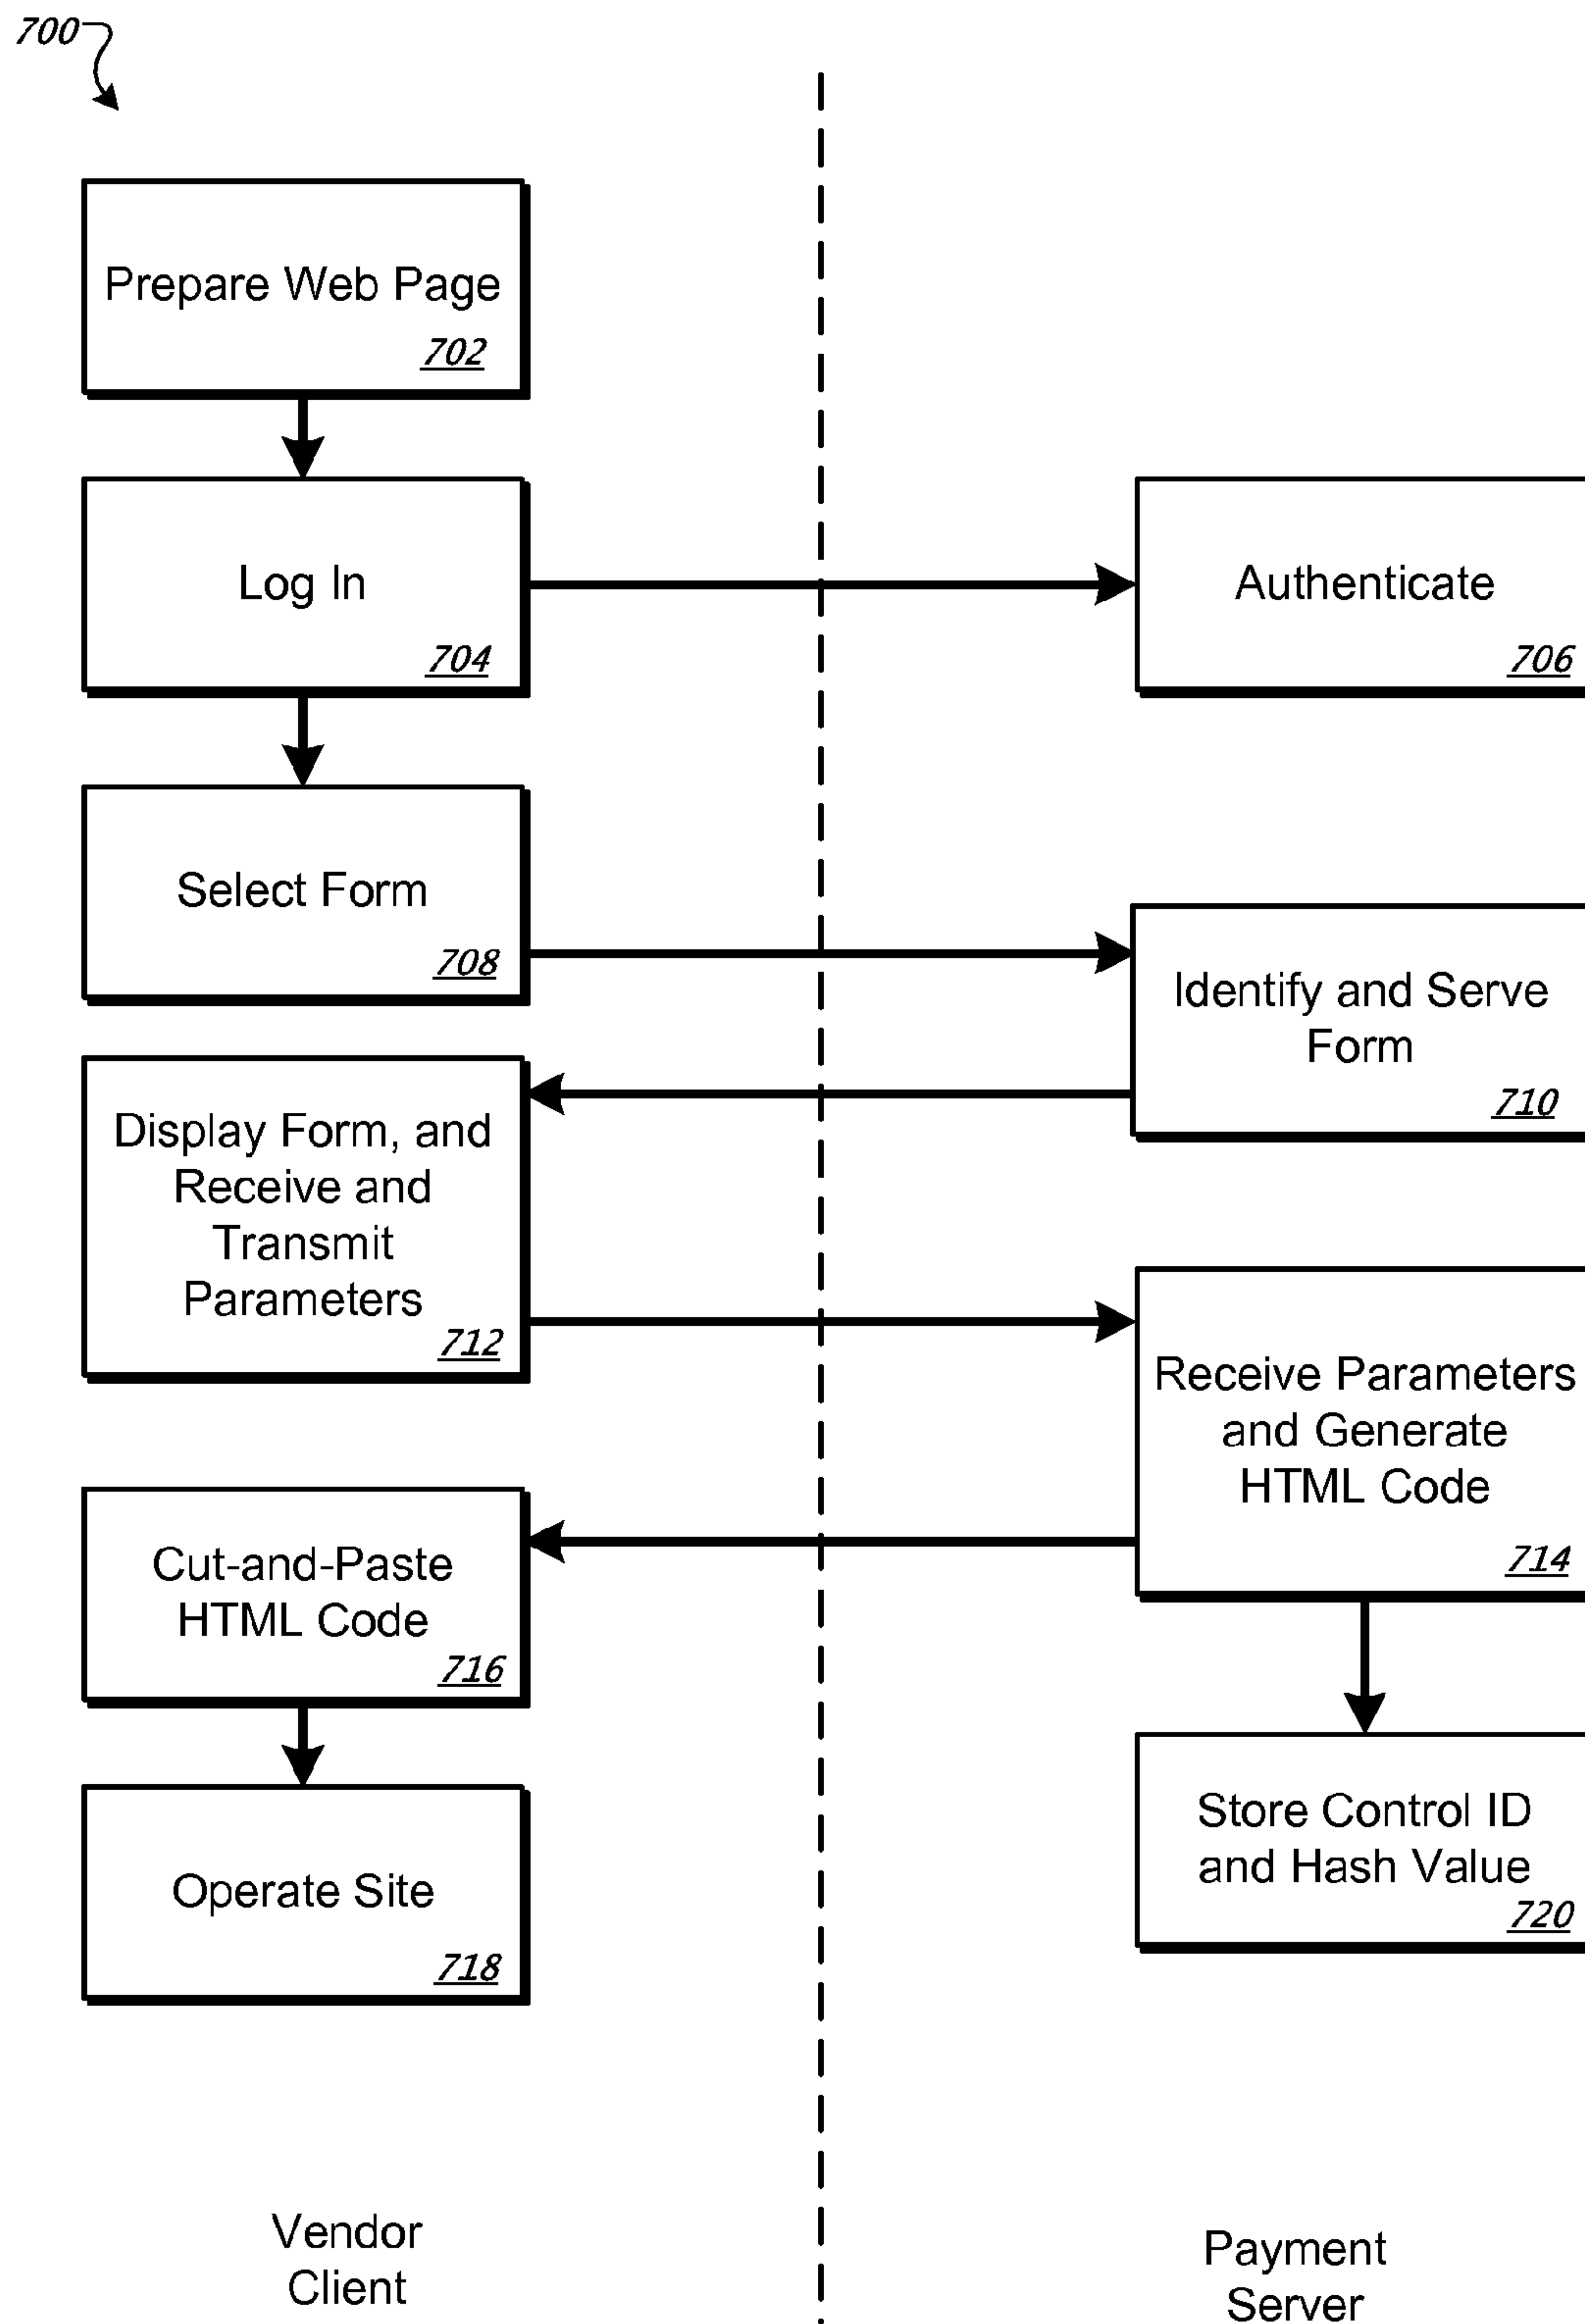 700
Prepare Web Page
702
Log In
704
Authenticate
706
Select Form
708
Identify and Serve
Form
710
Display Form, and
Receive and
Transmit
Parameters
712
Receive Parameters
and Generate
HTML Code
714
Cut-and-Paste
HTML Code
716
Store Control ID
and Hash Value
720
Operate Site
718
Vendor
Client
Payment
Server